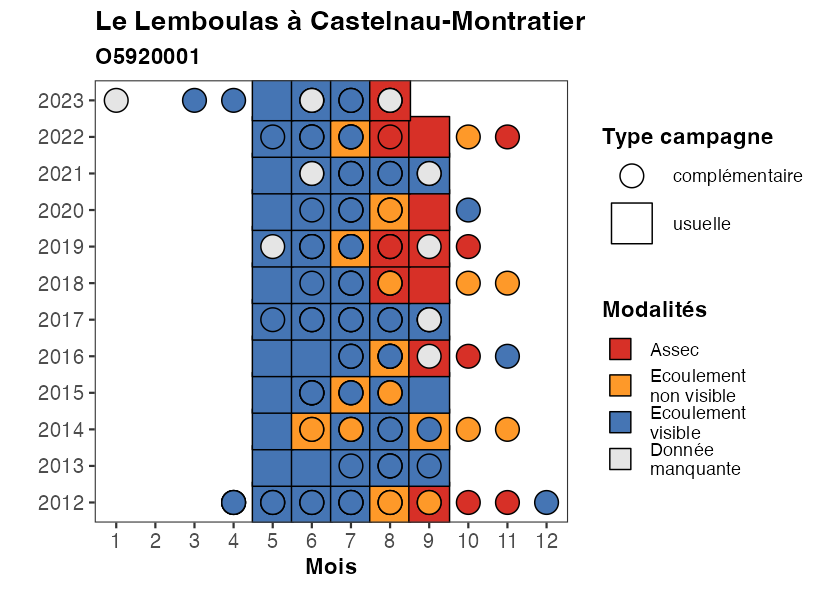 Le Lemboulas à Castelnau-Montratier
O5920001
2023
2022
2021
2020
2019
2018
2017
2016
2015
2014
2013
2012
1 2 3 4 5 6 7 8 9 10 11 12
Mois
Type campagne
complémentaire
usuelle
Modalités
Assec
Ecoulement
non visible
Ecoulement
visible
Donnée
manquante